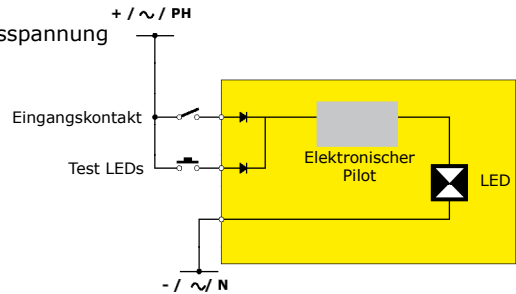 + / ∿ / PH
sspannung
Eingangskontakt
Test LEDs
Elektronischer
Pilot
LED
- / ∿/ N